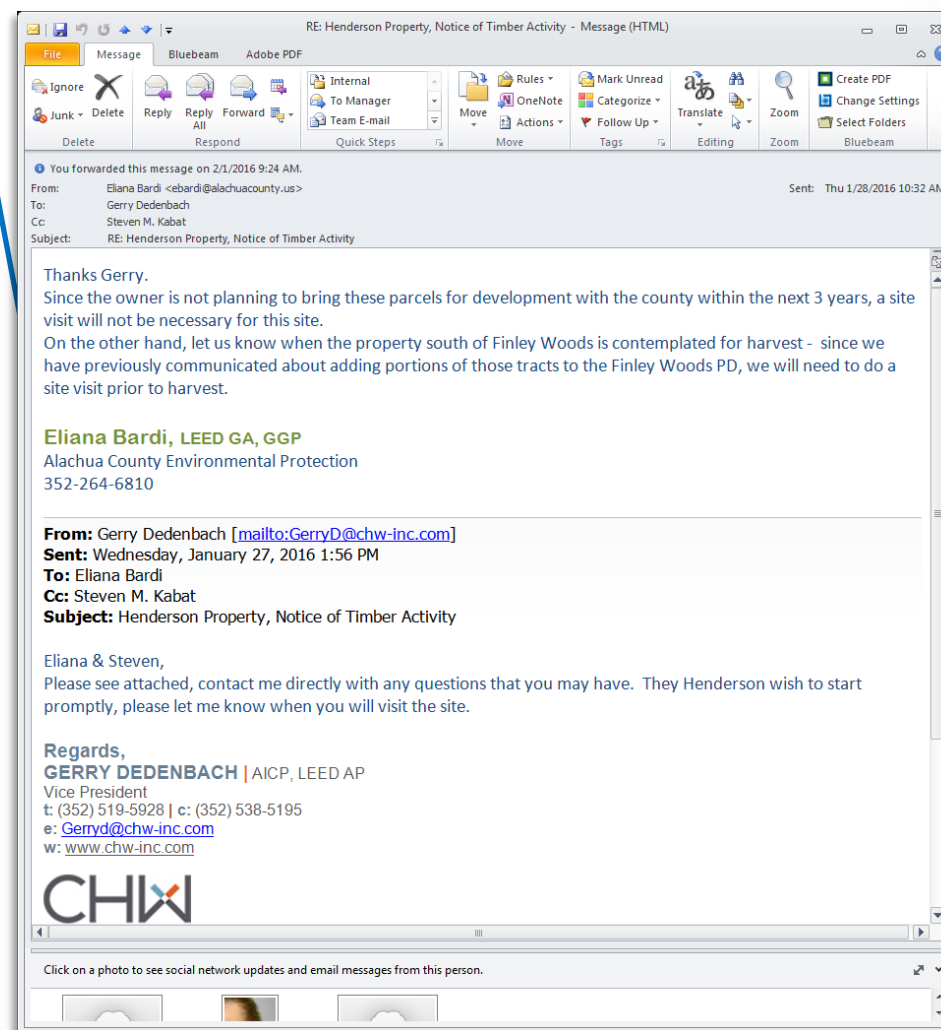 RE: Henderson Property, Notice of Timber Activity - Message (HTML)
File Message Bluebeam Adobe PDF
Ignore
Junk
Delete
Reply
Reply All
Forward
Internal
To Manager
Team E-mail
Move
Rules
OneNote
Actions
Mark Unread
Categorize
Follow Up
Translate
Zoom
Create PDF
Change Settings
Select Folders
Delete Respond Quick Steps Move Tags Editing Zoom Bluebeam
You forwarded this message on 2/1/2016 9:24 AM.
From: Eliana Bardi <ebardi@alachuacounty.us> Sent: Thu 1/28/2016 10:32 AM
To: Gerry Dedenbach
Cc: Steven M. Kabat
Subject: RE: Henderson Property, Notice of Timber Activity
Thanks Gerry.
Since the owner is not planning to bring these parcels for development with the county within the next 3 years, a site
visit will not be necessary for this site.
On the other hand, let us know when the property south of Finley Woods is contemplated for harvest - since we
have previously communicated about adding portions of those tracts to the Finley Woods PD, we will need to do a
site visit prior to harvest.
Eliana Bardi, LEED GA, GGP
Alachua County Environmental Protection
352-264-6810
From: Gerry Dedenbach [mailto:GerryD@chw-inc.com]
Sent: Wednesday, January 27, 2016 1:56 PM
To: Eliana Bardi
Cc: Steven M. Kabat
Subject: Henderson Property, Notice of Timber Activity
Eliana & Steven,
Please see attached, contact me directly with any questions that you may have. They Henderson wish to start
promptly, please let me know when you will visit the site.
Regards,
GERRY DEDENBACH | AICP, LEED AP
Vice President
t: (352) 519-5928 | c: (352) 538-5195
e: Gerryd@chw-inc.com
w: www.chw-inc.com
CHW
Click on a photo to see social network updates and email messages from this person.